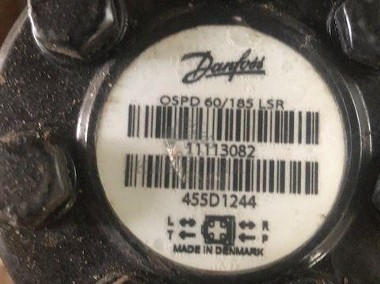 Danfoss
OSPD 60/185 LSR
11113082
455D1244
L R
T P
MADE IN DENMARK